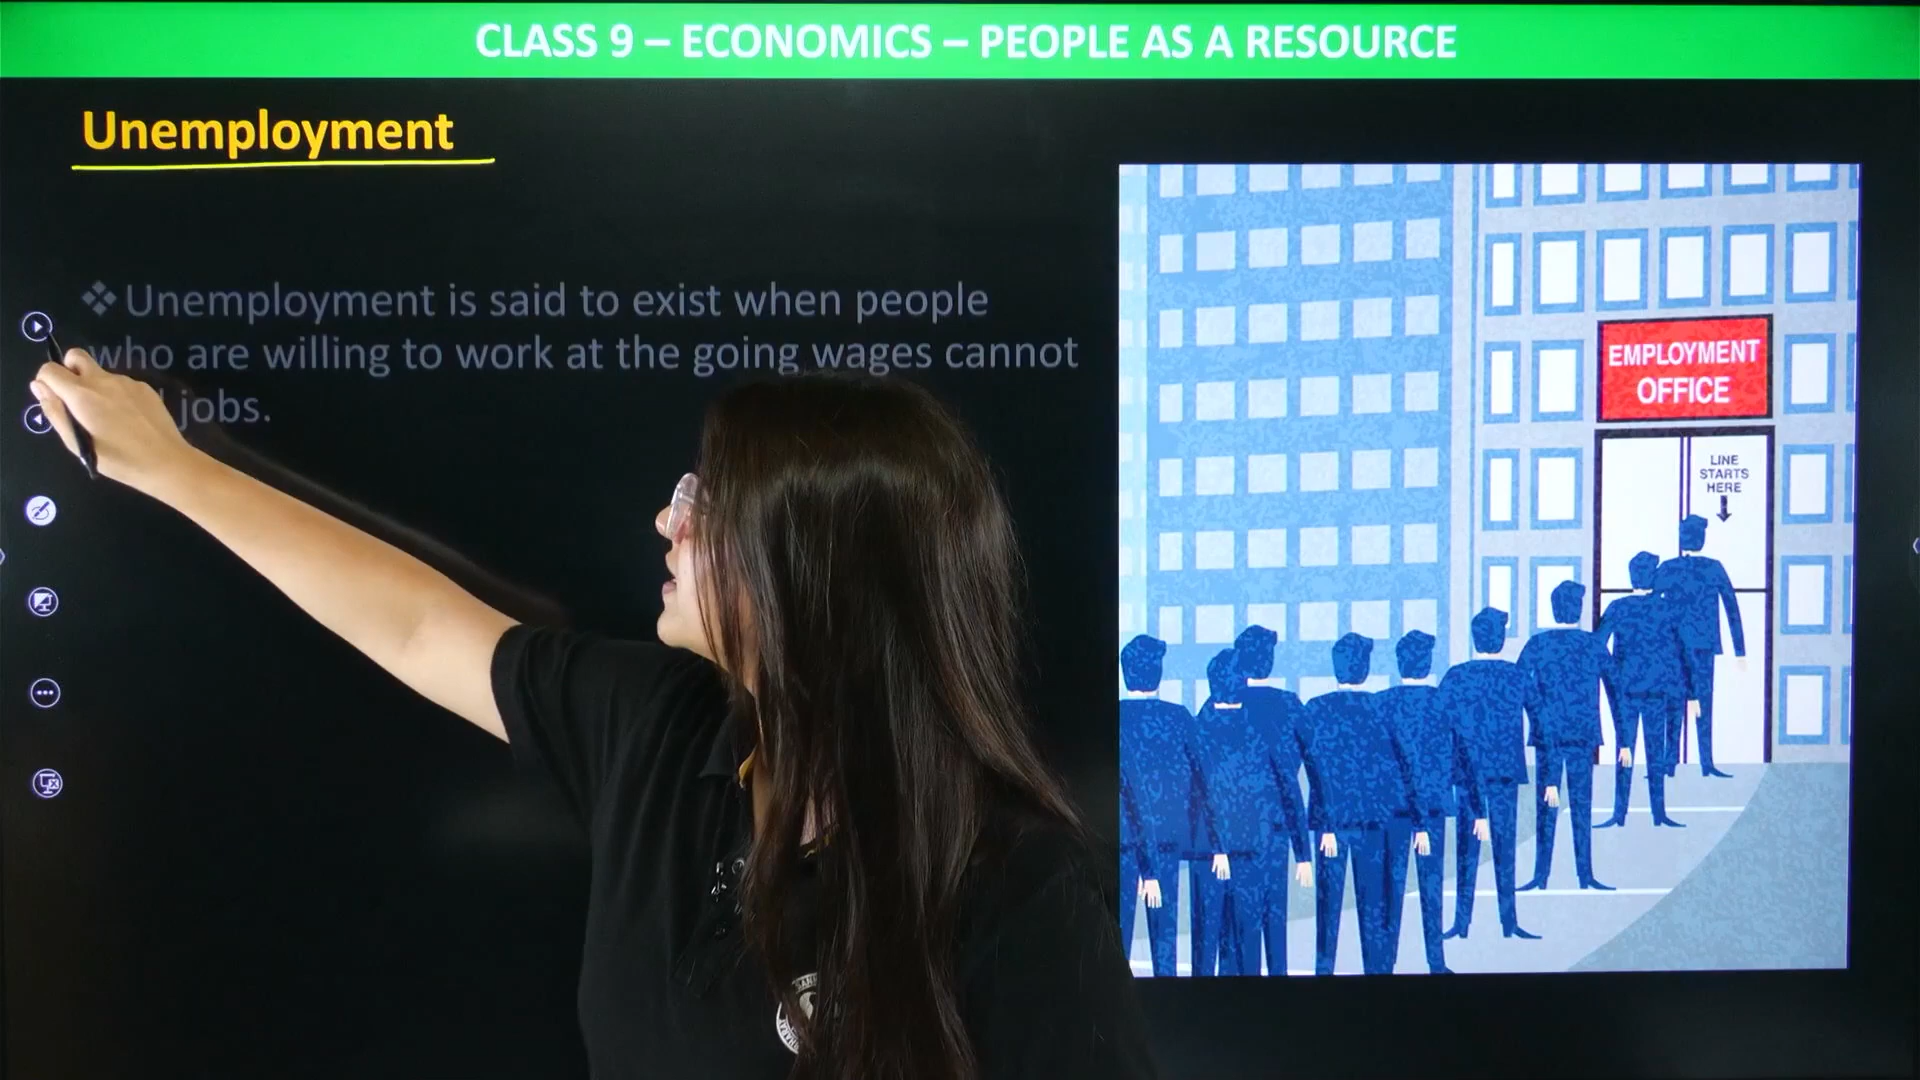 CLASS 9 – ECONOMICS – PEOPLE AS A RESOURCE
Unemployment
❖Unemployment is said to exist when people
who are willing to work at the going wages cannot
jobs.
EMPLOYMENT
OFFICE
LINE
STARTS
HERE